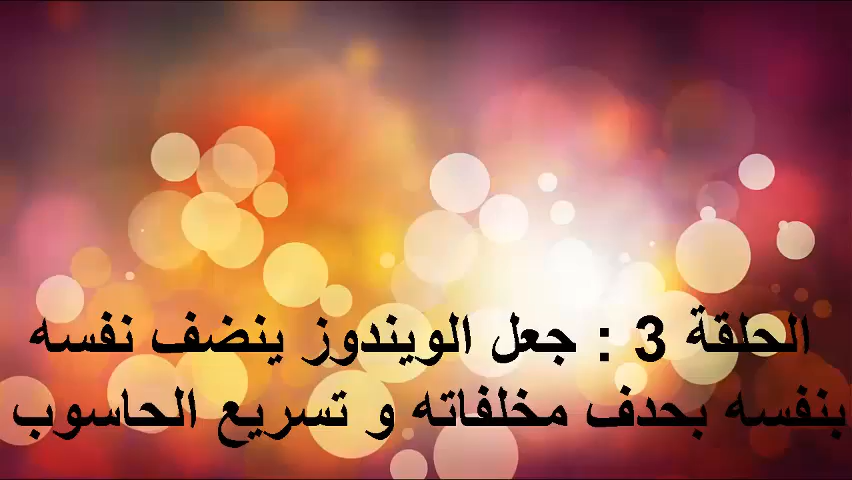 الحلقة 3 : جعل الويندوز ينضف نفسه
بنفسه بحدف مخلفاته و تسريع الحاسوب